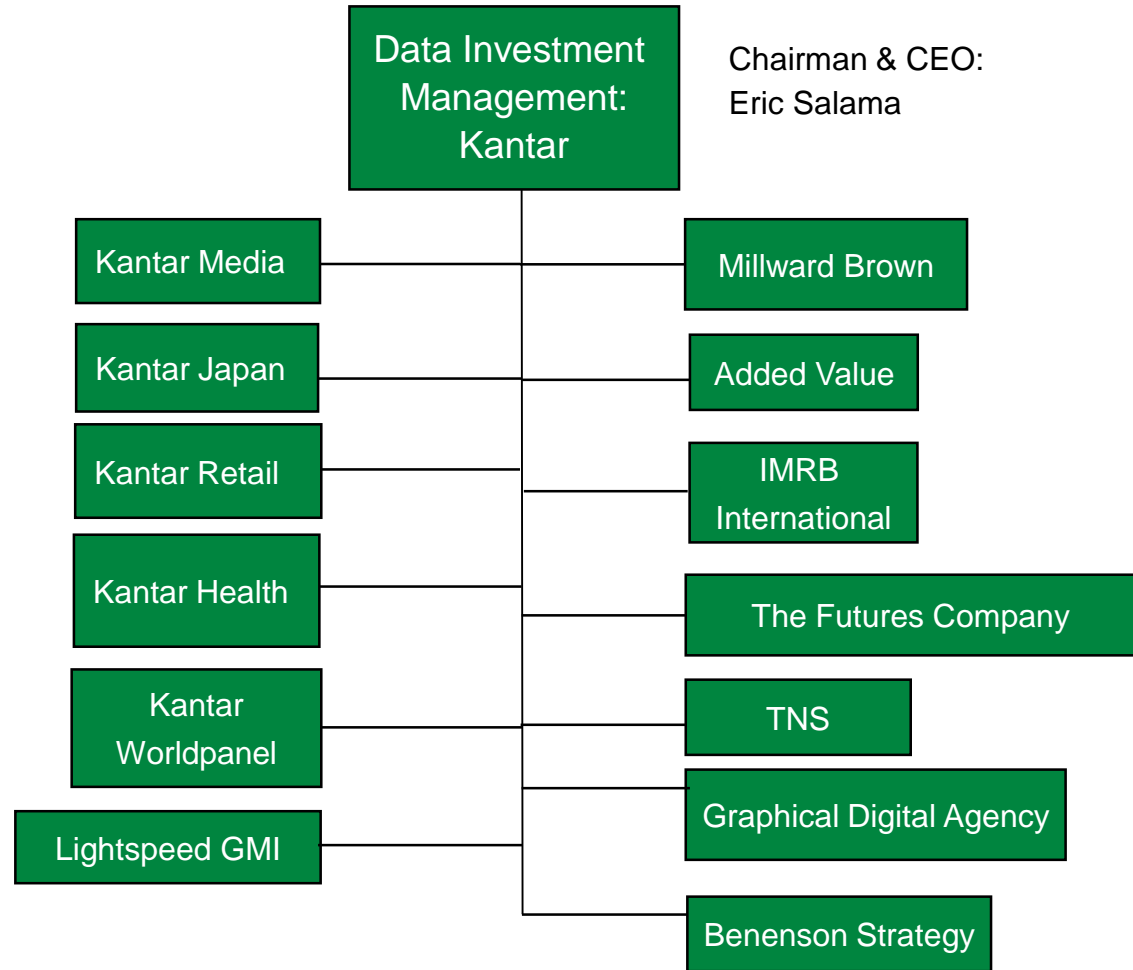 Data Investment
Management:
Kantar
Chairman & CEO:
Eric Salama
Kantar Media
Millward Brown
Kantar Japan
Added Value
Kantar Retail
IMRB
International
Kantar Health
The Futures Company
Kantar
Worldpanel
TNS
Graphical Digital Agency
Lightspeed GMI
Benenson Strategy